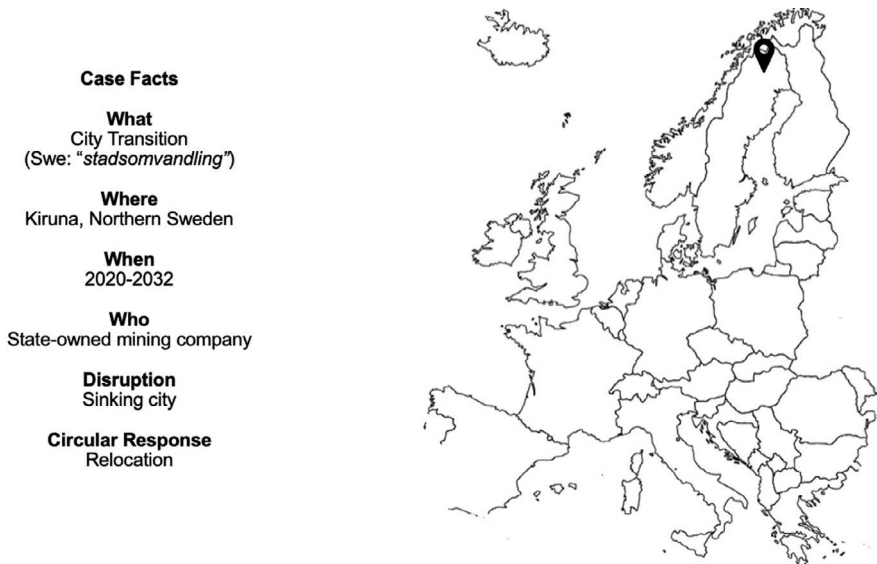 Case Facts
What
City Transition
(Swe: “stadsomvandling”)
Where
Kiruna, Northern Sweden
When
2020-2032
Who
State-owned mining company
Disruption
Sinking city
Circular Response
Relocation